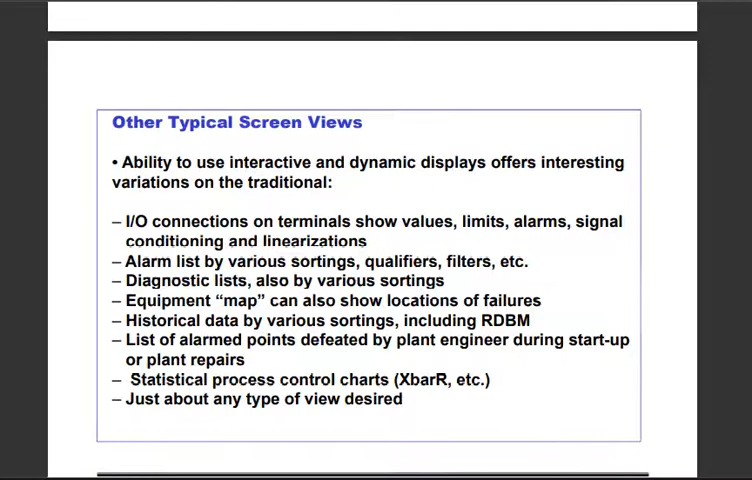 Other Typical Screen Views
• Ability to use interactive and dynamic displays offers interesting
variations on the traditional:
– I/O connections on terminals show values, limits, alarms, signal
conditioning and linearizations
– Alarm list by various sortings, qualifiers, filters, etc.
– Diagnostic lists, also by various sortings
– Equipment “map” can also show locations of failures
– Historical data by various sortings, including RDBM
– List of alarmed points defeated by plant engineer during start-up
or plant repairs
– Statistical process control charts (XbarR, etc.)
– Just about any type of view desired